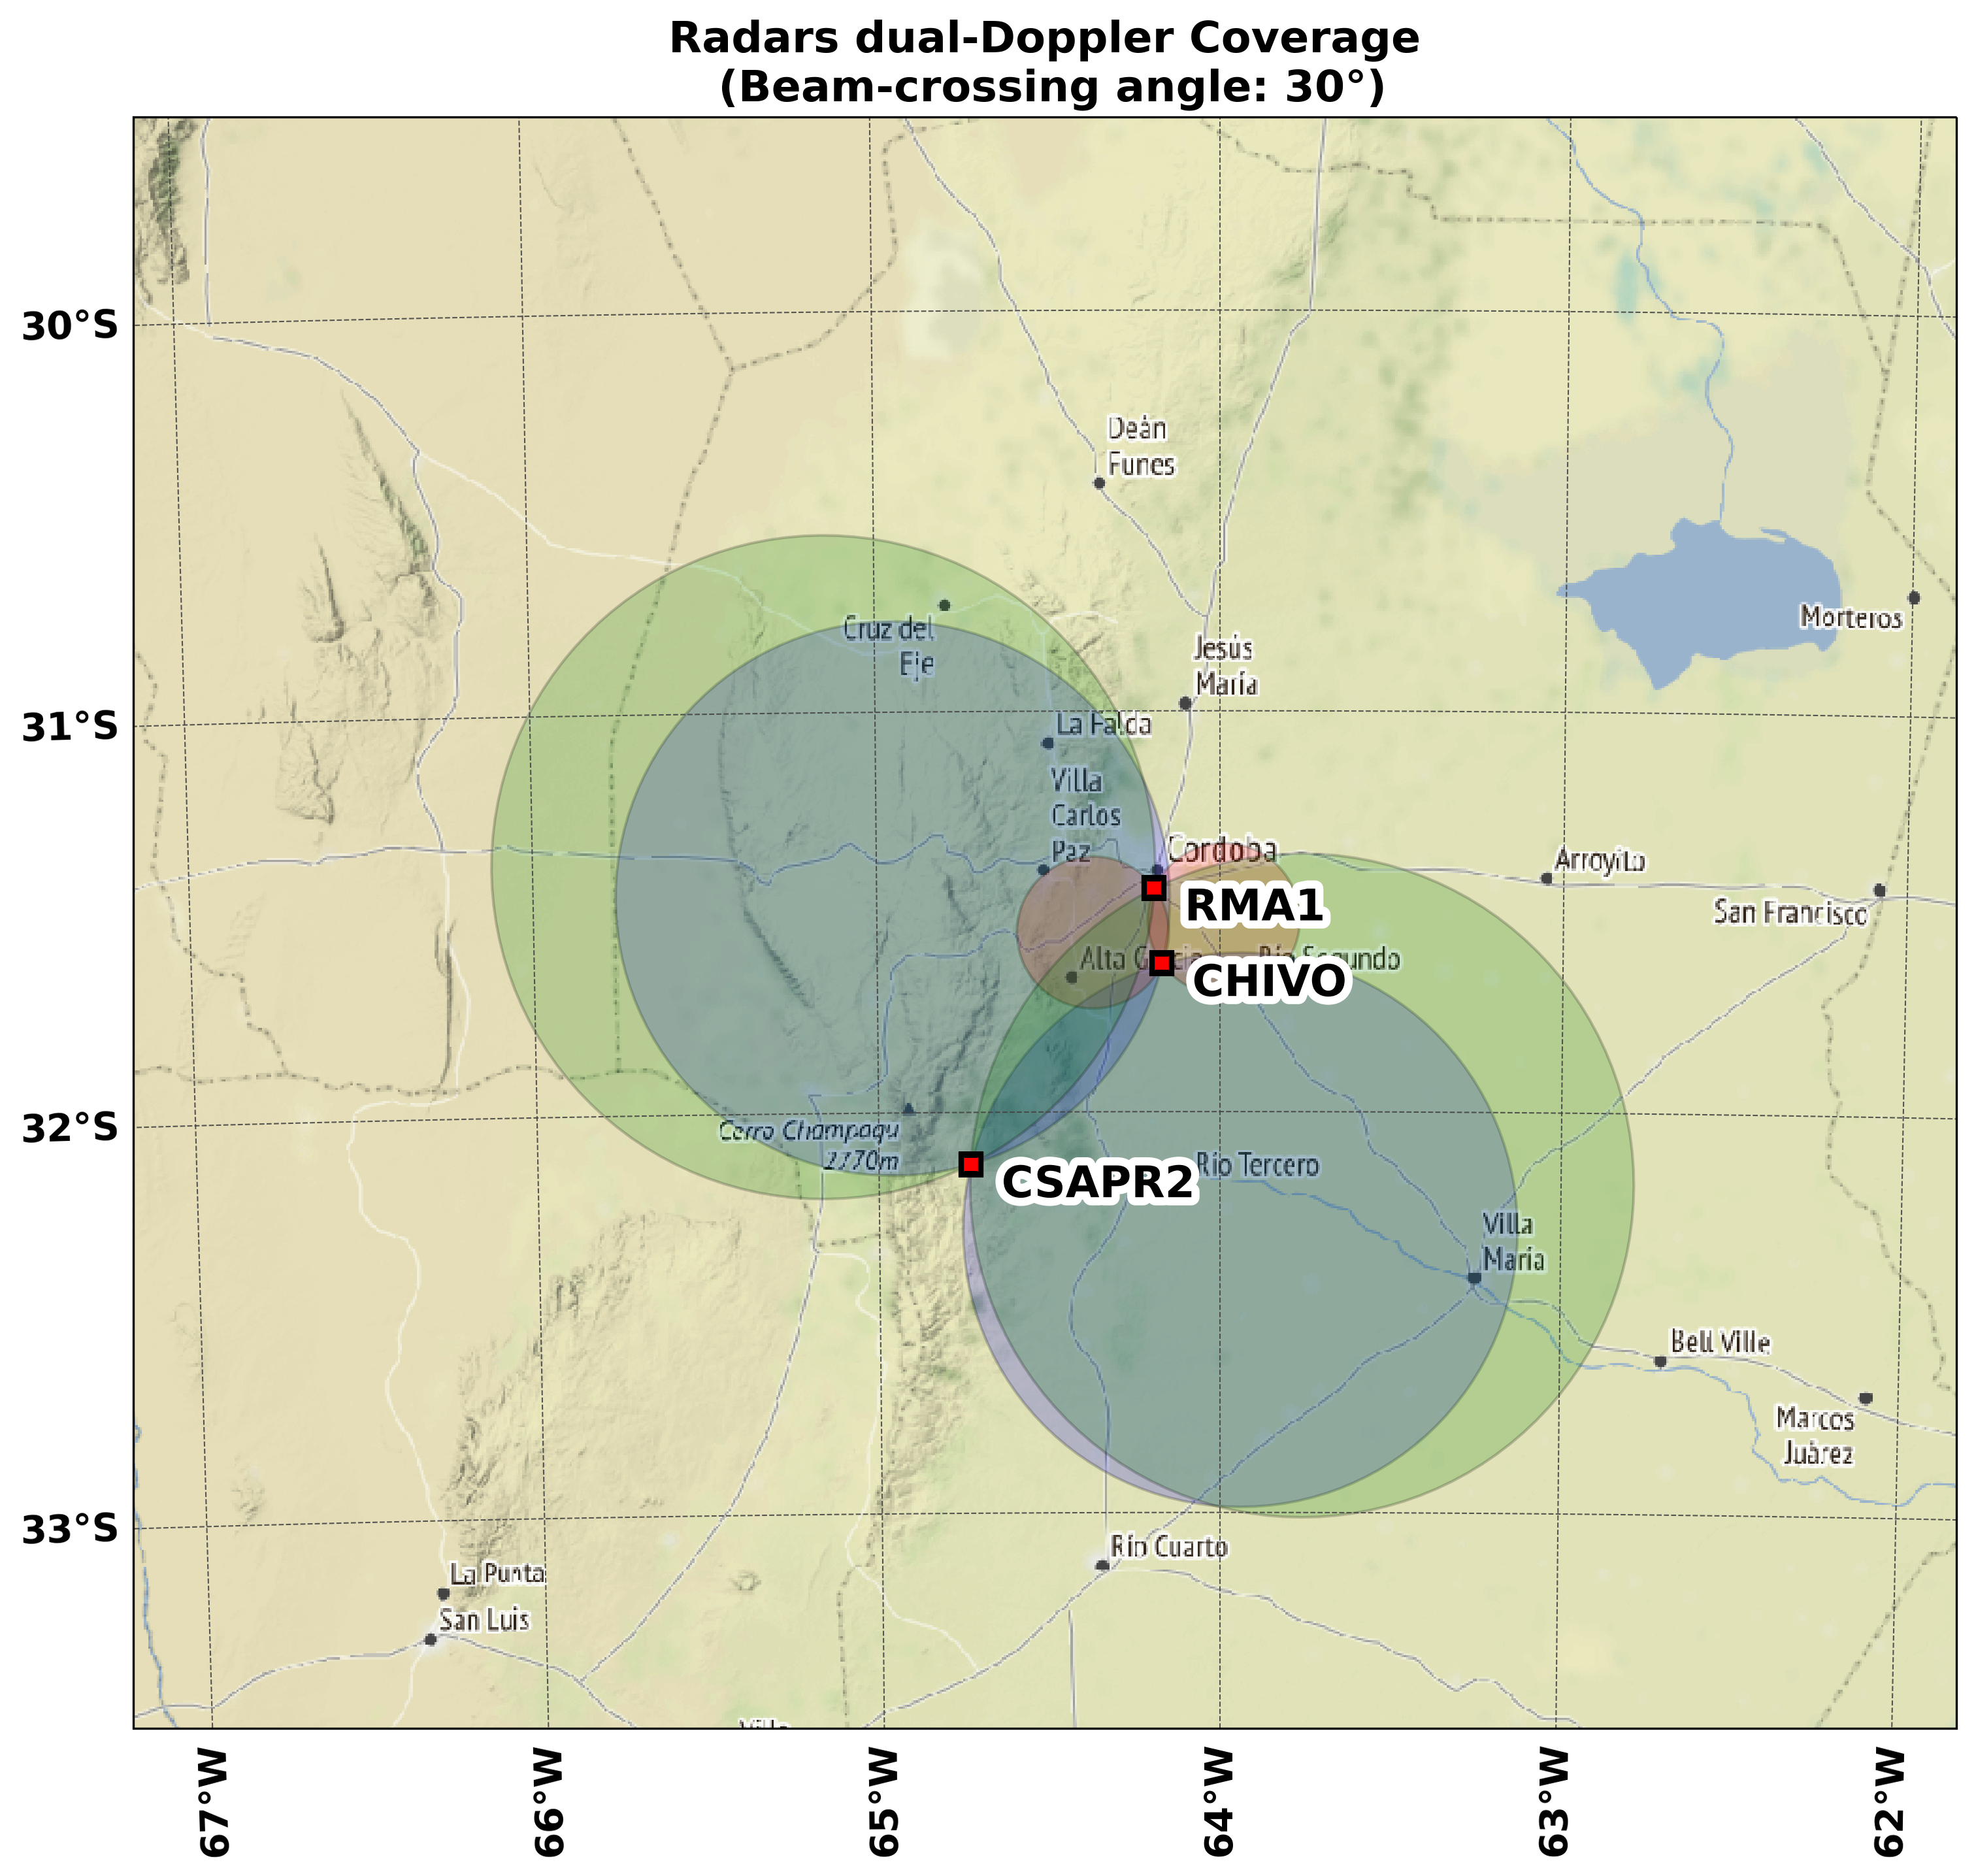 Radars dual-Doppler Coverage
(Beam-crossing angle: 30°)
30°S
31°S
32°S
33°S
Deán
Funes
Morteros
Cruz del
Eje
Jesús
María
La Falda
Villa
Carlos
Paz
Cordoba
Arroyito
San Francisco
RMA1
Alta Gracia
Río Segundo
CHIVO
Cerro Champaqu
2770m
CSAPR2
Río Tercero
Villa
María
Bell Ville
Marcos
Juárez
Río Cuarto
La Punta
San Luis
67°W
66°W
65°W
64°W
63°W
62°W